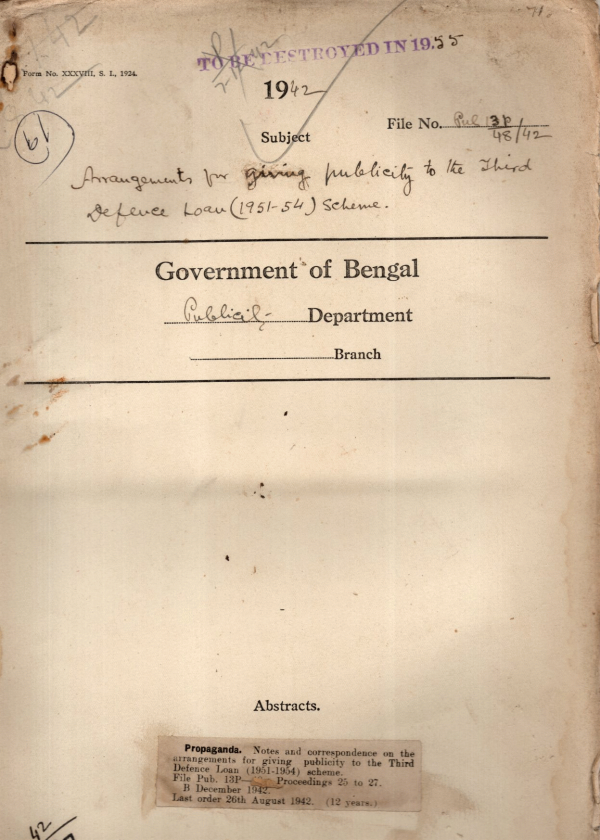 71.
TO BE DESTROYED IN 1955
Form No. XXXVIII, S. I., 1924.
1942
File No. Pub 13P/
48/42
19
Subject
Arrangements for giving publicity to the Third
Defence Loan (1951-54) Scheme.
Government of Bengal
Publicity Department
Branch
Abstracts.
Propaganda. Notes and correspondence on the
arrangements for giving publicity to the Third
Defence Loan (1951-1954) scheme.
File Pub. 13P— Proceedings 25 to 27.
B December 1942.
Last order 26th August 1942. (12 years.)
42